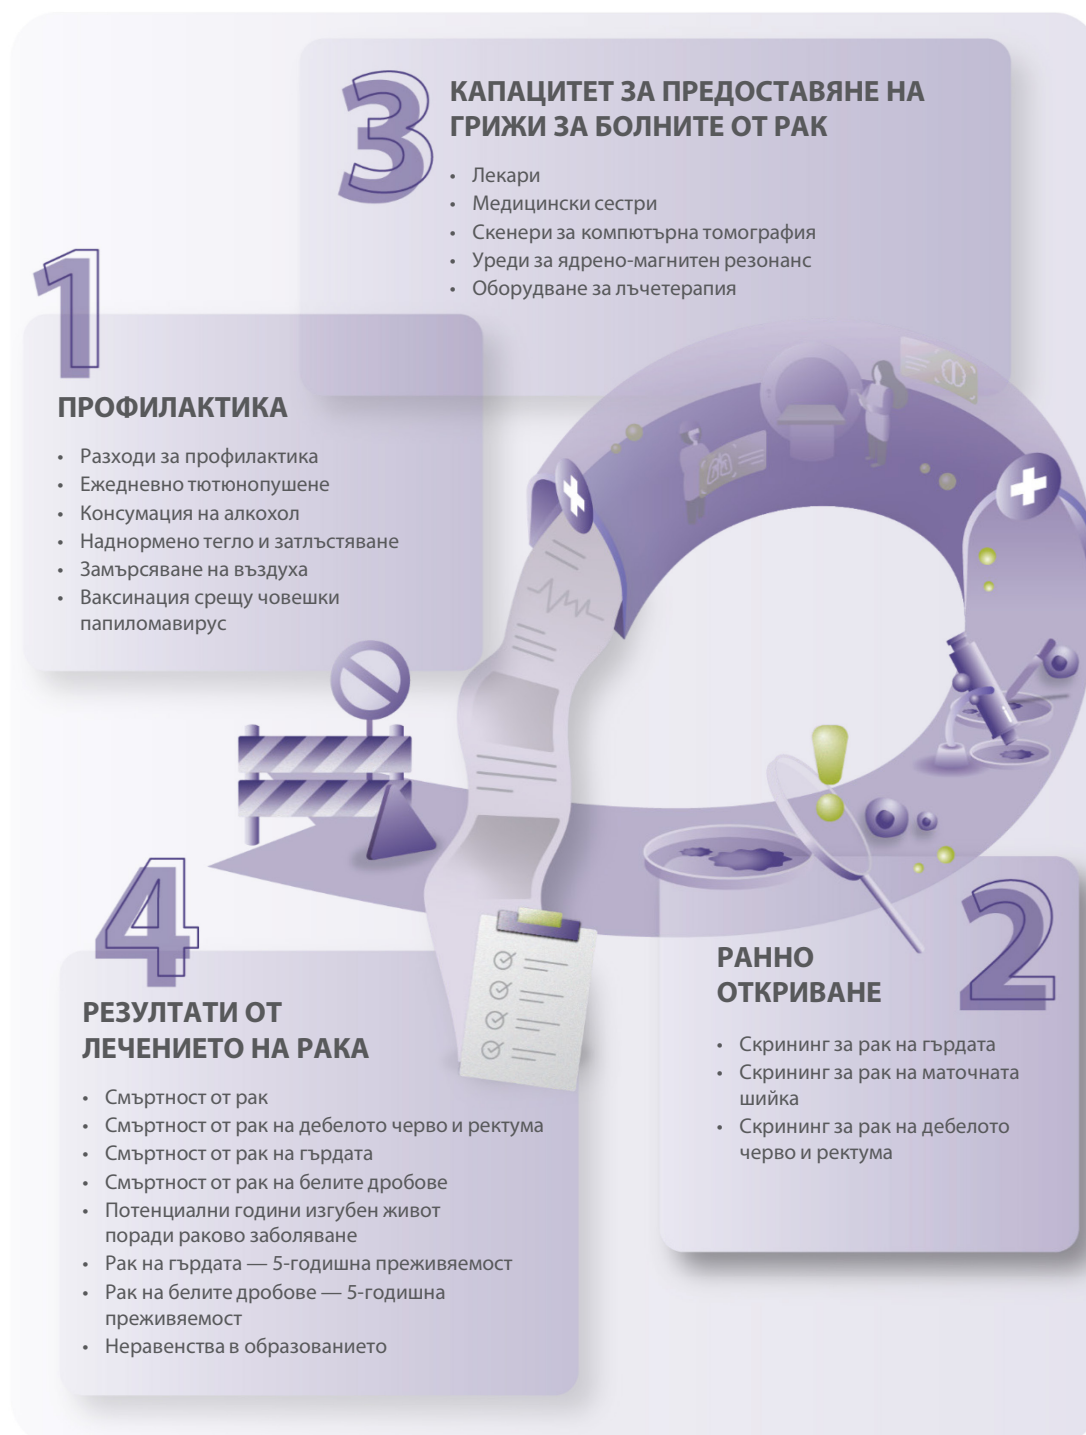 1
ПРОФИЛАКТИКА
• Разходи за профилактика
• Ежедневно тютюнопушене
• Консумация на алкохол
• Наднормено тегло и затлъстяване
• Замърсяване на въздуха
• Ваксинация срещу човешки
папиломавирус
2
РАННО
ОТКРИВАНЕ
• Скрининг за рак на гърдата
• Скрининг за рак на маточната
шийка
• Скрининг за рак на дебелото
черво и ректума
3
КАПАЦИТЕТ ЗА ПРЕДОСТАВЯНЕ НА
ГРИЖИ ЗА БОЛНИТЕ ОТ РАК
• Лекари
• Медицински сестри
• Скенери за компютърна томография
• Уреди за ядрено-магнитен резонанс
• Оборудване за лъчетерапия
4
РЕЗУЛТАТИ ОТ
ЛЕЧЕНИЕТО НА РАКА
• Смъртност от рак
• Смъртност от рак на дебелото черво и ректума
• Смъртност от рак на гърдата
• Смъртност от рак на белите дробове
• Потенциални години изгубен живот
поради раково заболяване
• Рак на гърдата — 5-годишна преживяемост
• Рак на белите дробове — 5-годишна
преживяемост
• Неравенства в образованието